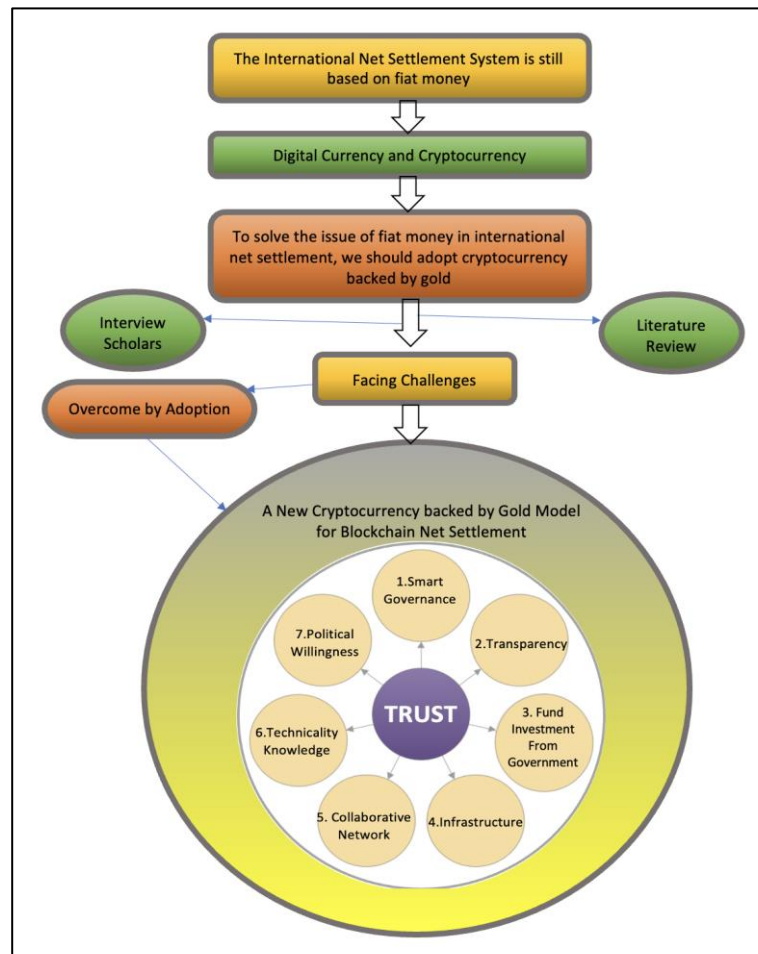 The International Net Settlement System is still
based on fiat money
Digital Currency and Cryptocurrency
To solve the issue of fiat money in international
net settlement, we should adopt cryptocurrency
backed by gold
Interview
Scholars
Literature
Review
Facing Challenges
Overcome by Adoption
A New Cryptocurrency backed by Gold Model
for Blockchain Net Settlement
1.Smart
Governance
2.Transparency
3. Fund
Investment
From
Government
4.Infrastructure
5. Collaborative
Network
6.Technicality
Knowledge
7.Political
Willingness
TRUST